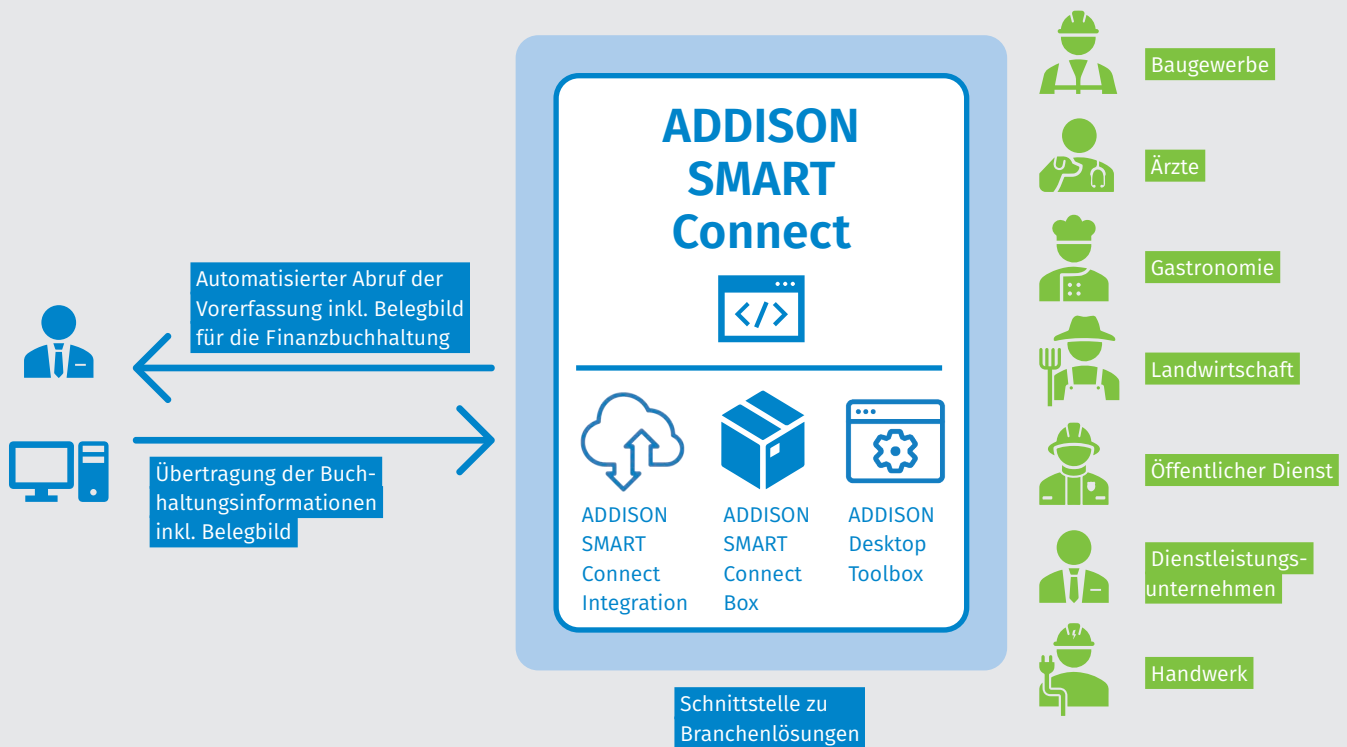 Automatisierter Abruf der
Vorerfassung inkl. Belegbild
für die Finanzbuchhaltung
Übertragung der Buch-
haltungsinformationen
inkl. Belegbild
ADDISON
SMART
Connect
</>
ADDISON
SMART
Connect
Integration
ADDISON
SMART
Connect
Box
ADDISON
Desktop
Toolbox
Schnittstelle zu
Branchenlösungen
Baugewerbe
Ärzte
Gastronomie
Landwirtschaft
Öffentlicher Dienst
Dienstleistungs-
unternehmen
Handwerk